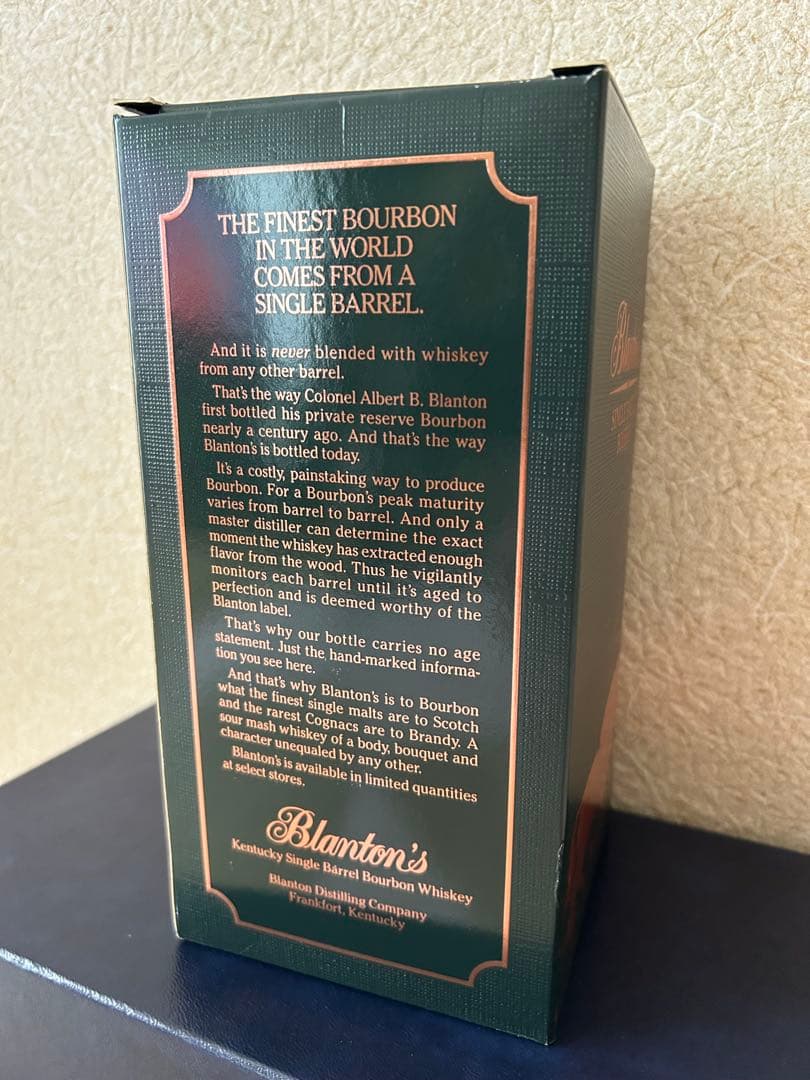 THE FINEST BOURBON
IN THE WORLD
COMES FROM A
SINGLE BARREL.
And it is never blended with whiskey
from any other barrel.
That's the way Colonel Albert B. Blanton
first bottled his private reserve Bourbon
nearly a century ago. And that's the way
Blanton's is bottled today.
It's a costly, painstaking way to produce
Bourbon. For a Bourbon's peak maturity
varies from barrel to barrel. And only a
master distiller can determine the exact
moment the whiskey has extracted enough
flavor from the wood. Thus he vigilantly
monitors each barrel until it's aged to
perfection and is deemed worthy of the
Blanton label.
That's why our bottle carries no age
statement. Just the hand-marked informa-
tion you see here.
And that's why Blanton's is to Bourbon
what the finest single malts are to Scotch
and the rarest Cognacs are to Brandy. A
sour mash whiskey of a body, bouquet and
character unequaled by any other.
Blanton's is available in limited quantities
at select stores.
Blanton's
Kentucky Single Barrel Bourbon Whiskey
Blanton Distilling Company
Frankfort, Kentucky